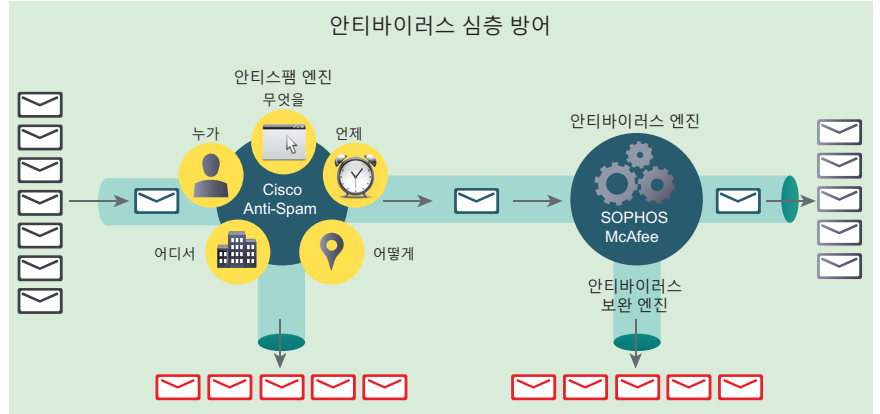 안티바이러스 심층 방어
안티스팸 엔진
무엇을
누가
언제
Cisco
Anti-Spam
어디서
어떻게
안티바이러스 엔진
SOPHOS
McAfee
안티바이러스
보완 엔진